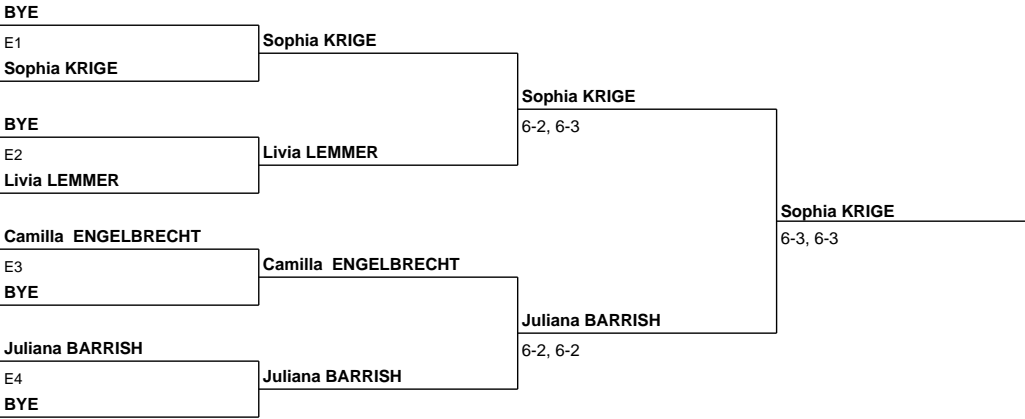 BYE
E1
Sophia KRIGE
Sophia KRIGE
BYE
E2
Livia LEMMER
Livia LEMMER
Sophia KRIGE
6-2, 6-3
Camilla  ENGELBRECHT
E3
BYE
Camilla  ENGELBRECHT
Juliana BARRISH
E4
BYE
Juliana BARRISH
Juliana BARRISH
6-2, 6-2
Sophia KRIGE
6-3, 6-3